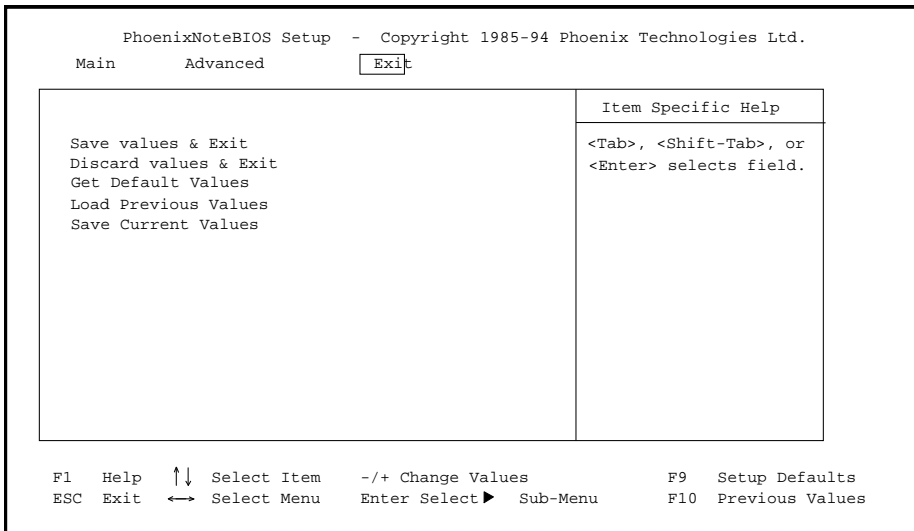 PhoenixNoteBIOS Setup - Copyright 1985-94 Phoenix Technologies Ltd.
Main Advanced Exit
Item Specific Help
<Tab>, <Shift-Tab>, or
<Enter> selects field.
Save values & Exit
Discard values & Exit
Get Default Values
Load Previous Values
Save Current Values
F1 Help ↑↓ Select Item -/+ Change Values F9 Setup Defaults
ESC Exit ←→ Select Menu Enter Select▶ Sub-Menu F10 Previous Values